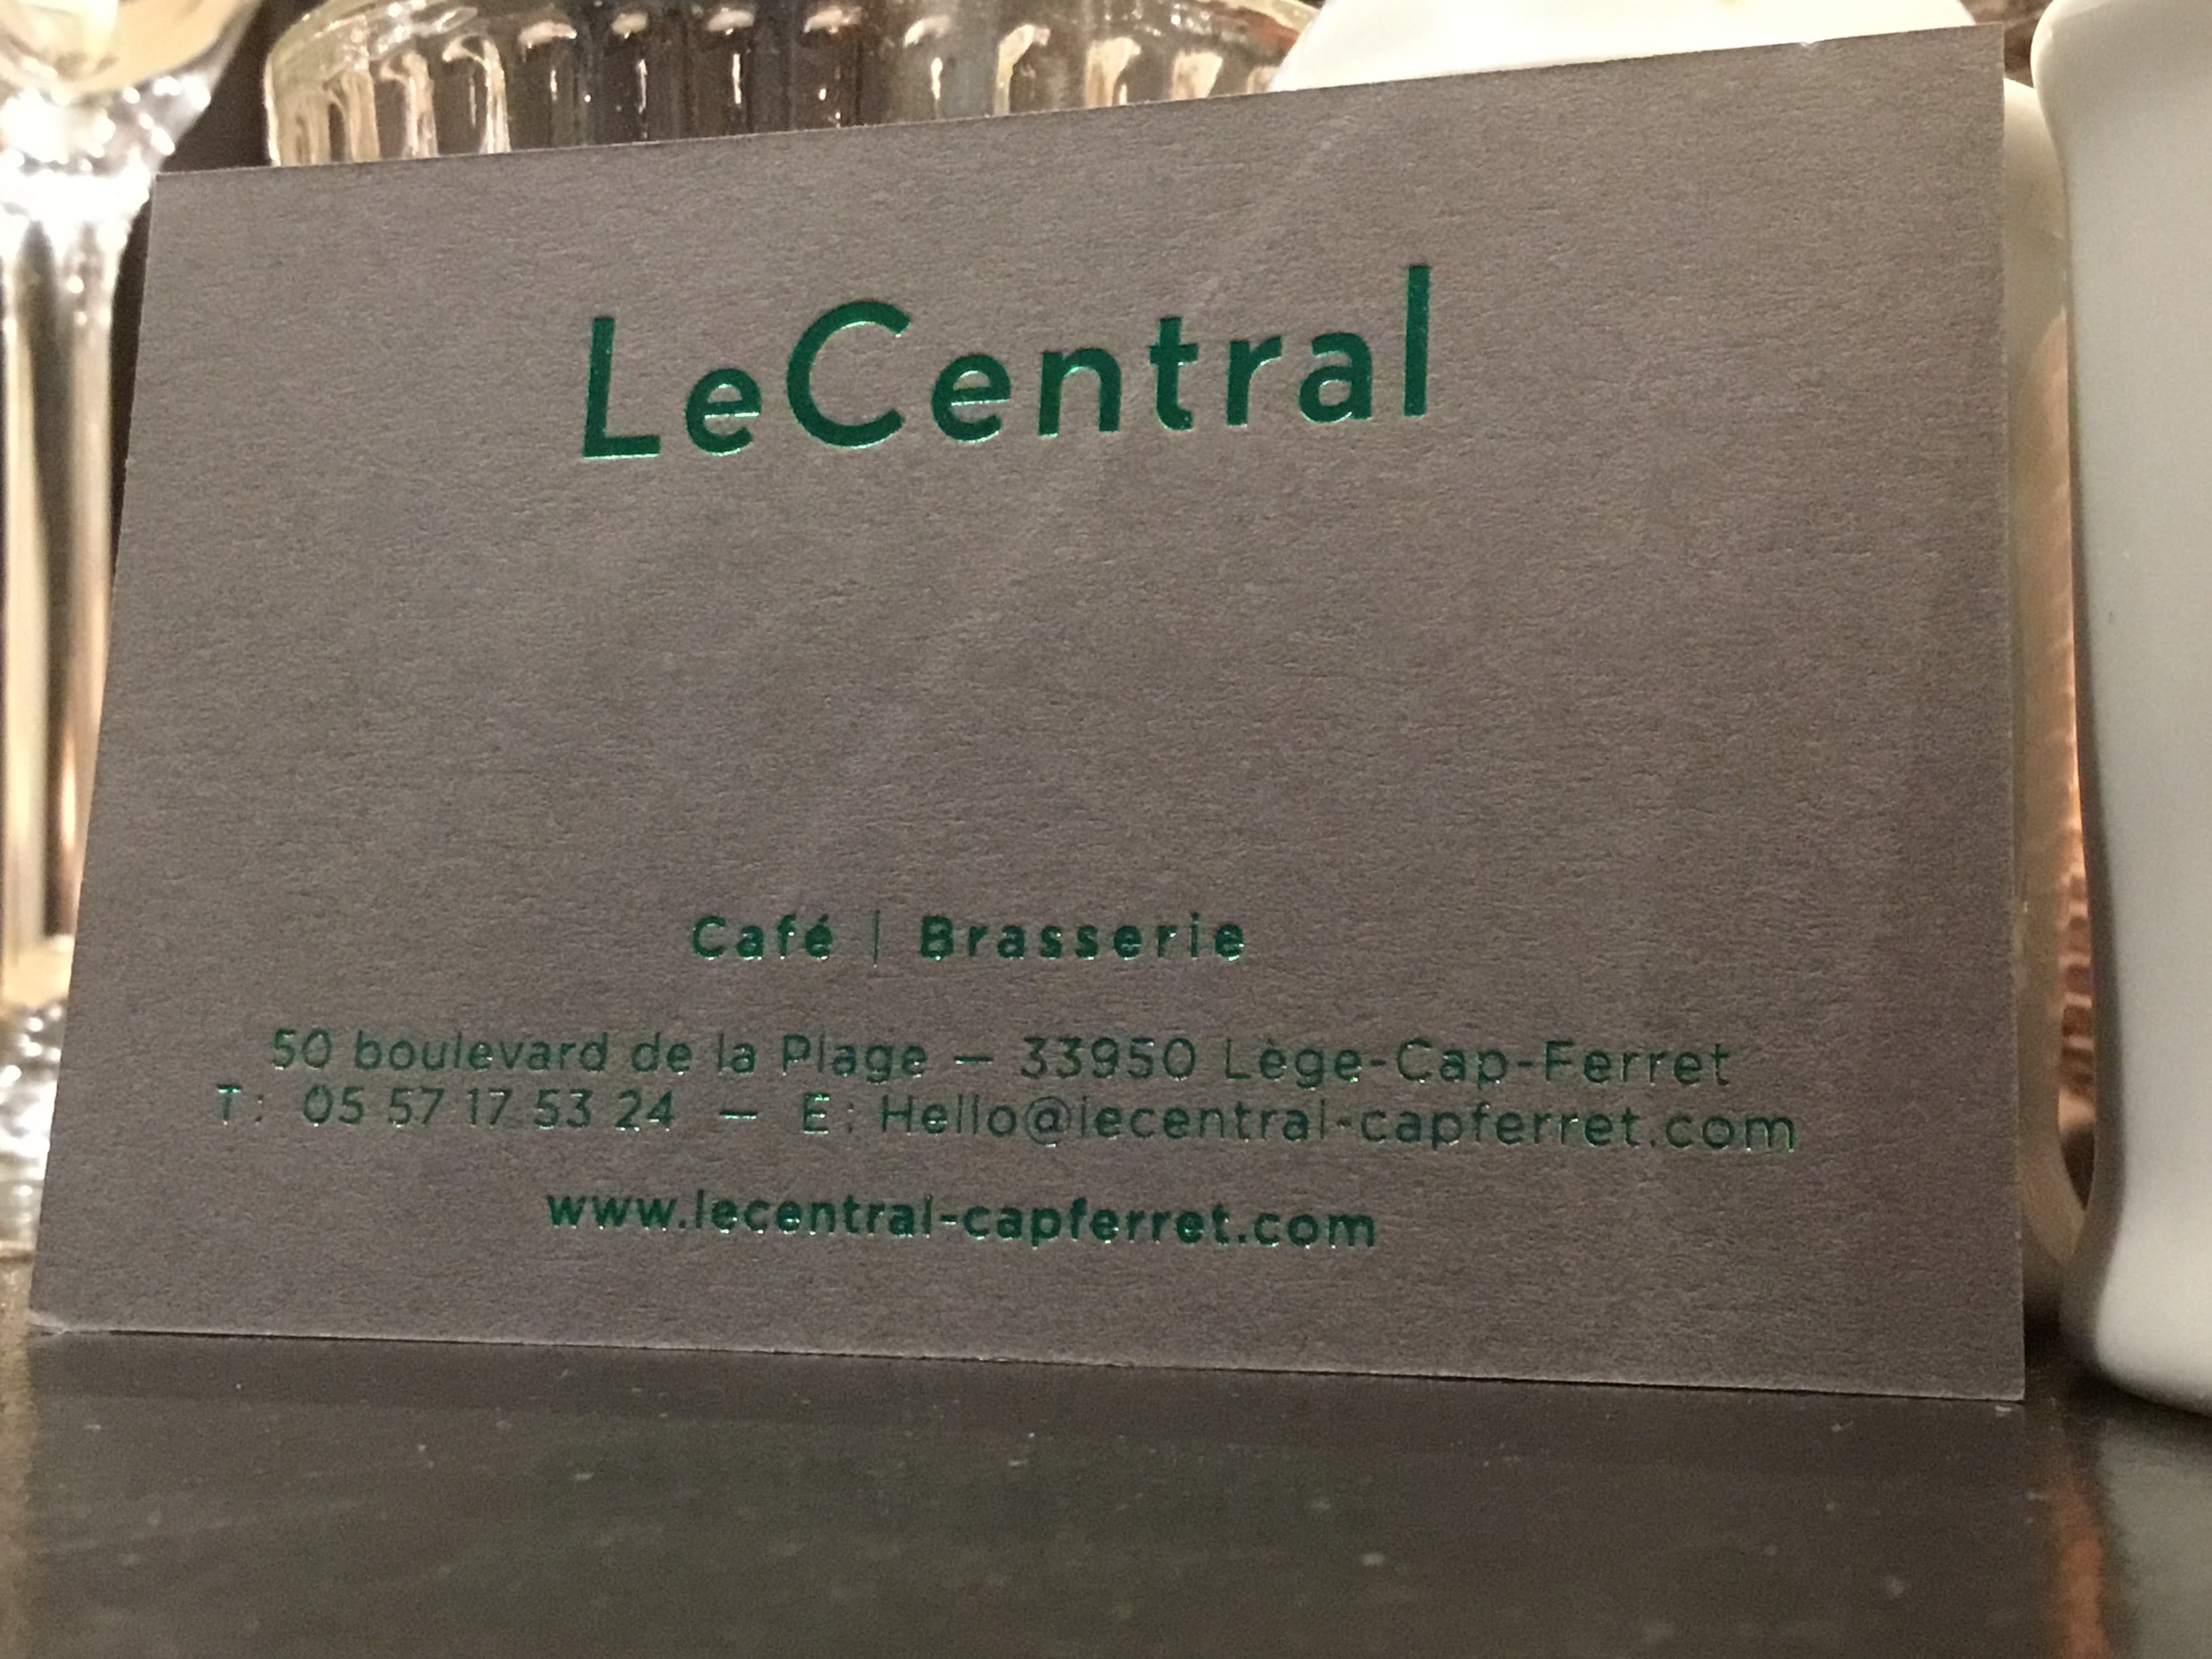 LeCentral
Café | Brasserie
50 boulevard de la Plage – 33950 Lège-Cap-Ferret
T: 05 57 17 53 24 – E: Hello@lecentral-capferret.com
www.lecentral-capferret.com